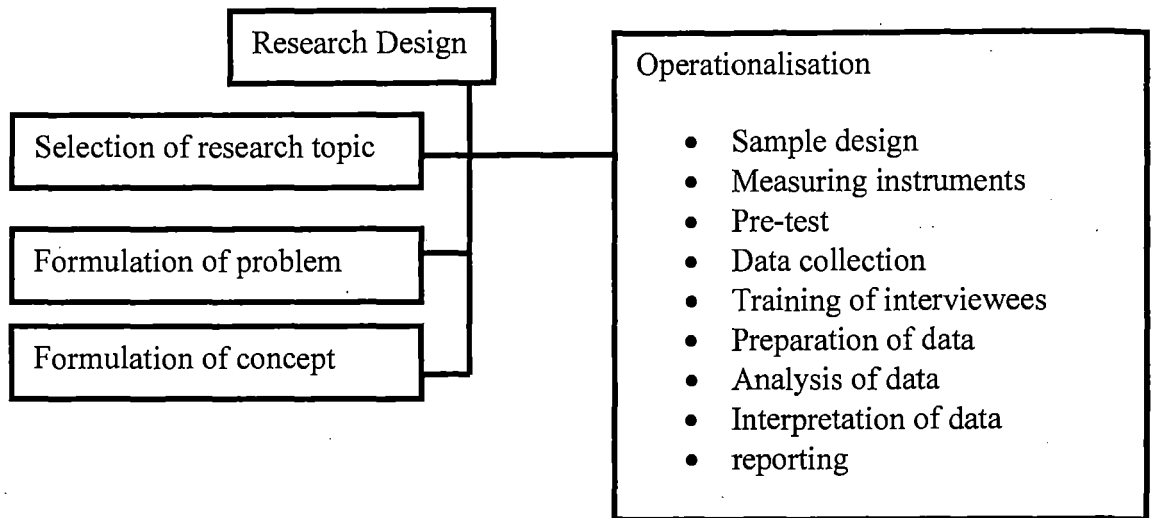 Research Design
Selection of research topic
Formulation of problem
Formulation of concept
Operationalisation
• Sample design
• Measuring instruments
• Pre-test
• Data collection
• Training of interviewees
• Preparation of data
• Analysis of data
• Interpretation of data
• reporting